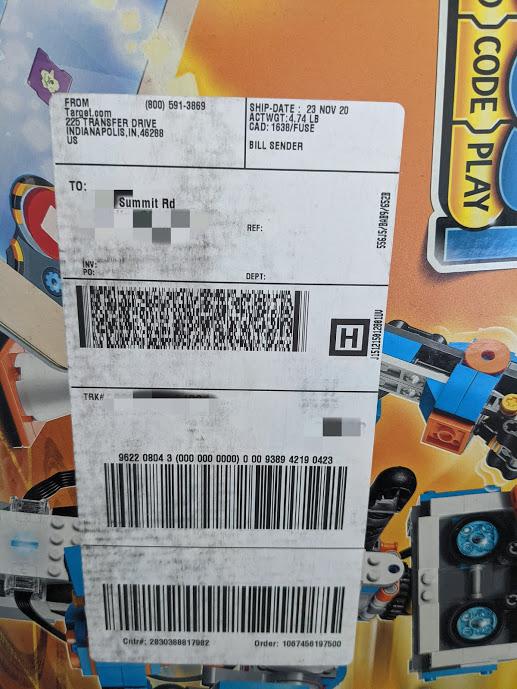 CODE
PLAY
FROM (800) 591-3869
Target.com
225 TRANSFER DRIVE
INDIANAPOLIS,IN,46288
US
SHIP-DATE : 23 NOV 20
ACTWGT:4.74 LB
CAD: 1638/FUSE
BILL SENDER
TO:
Summit Rd
REF:
INV:
PO:
DEPT:
H
TRK#
9622 0804 3 (000 000 0000) 0 00 9389 4219 0423
Cntr#: 2830388817982 Order: 1067456197500